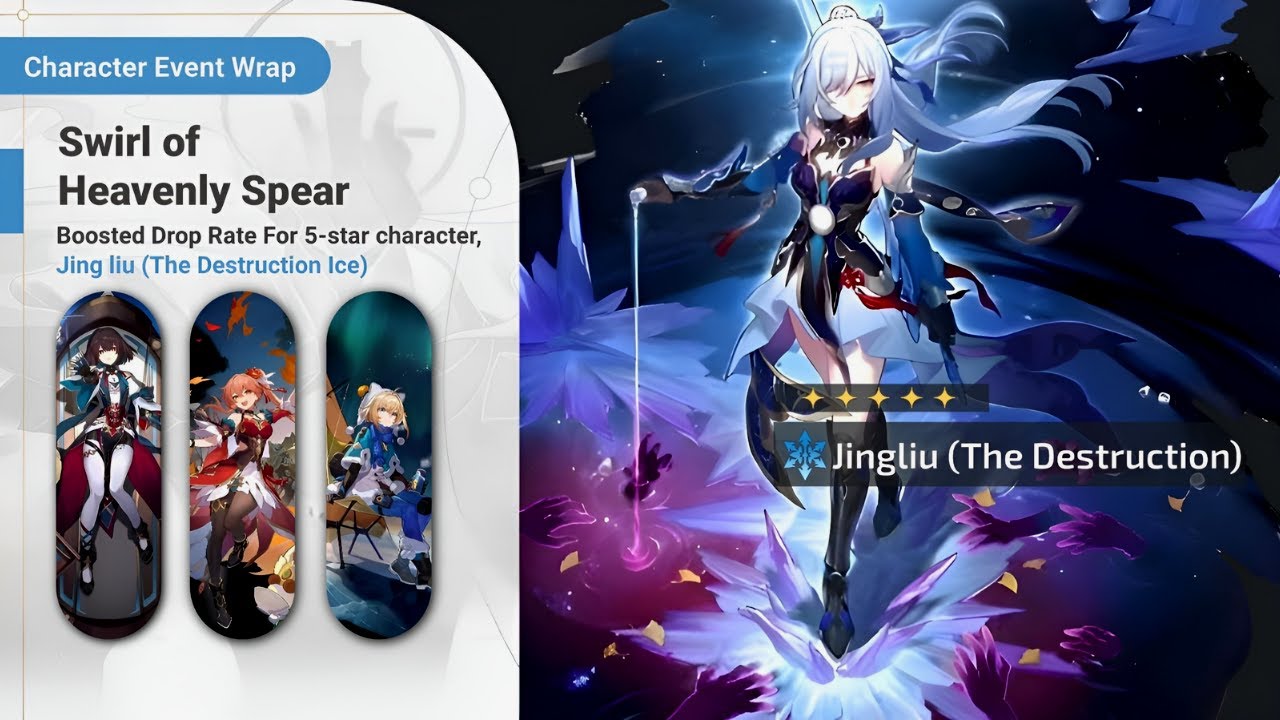 Character Event Wrap
Swirl of
Heavenly Spear
Boosted Drop Rate For 5-star character,
Jing liu (The Destruction Ice)
Jingliu (The Destruction)